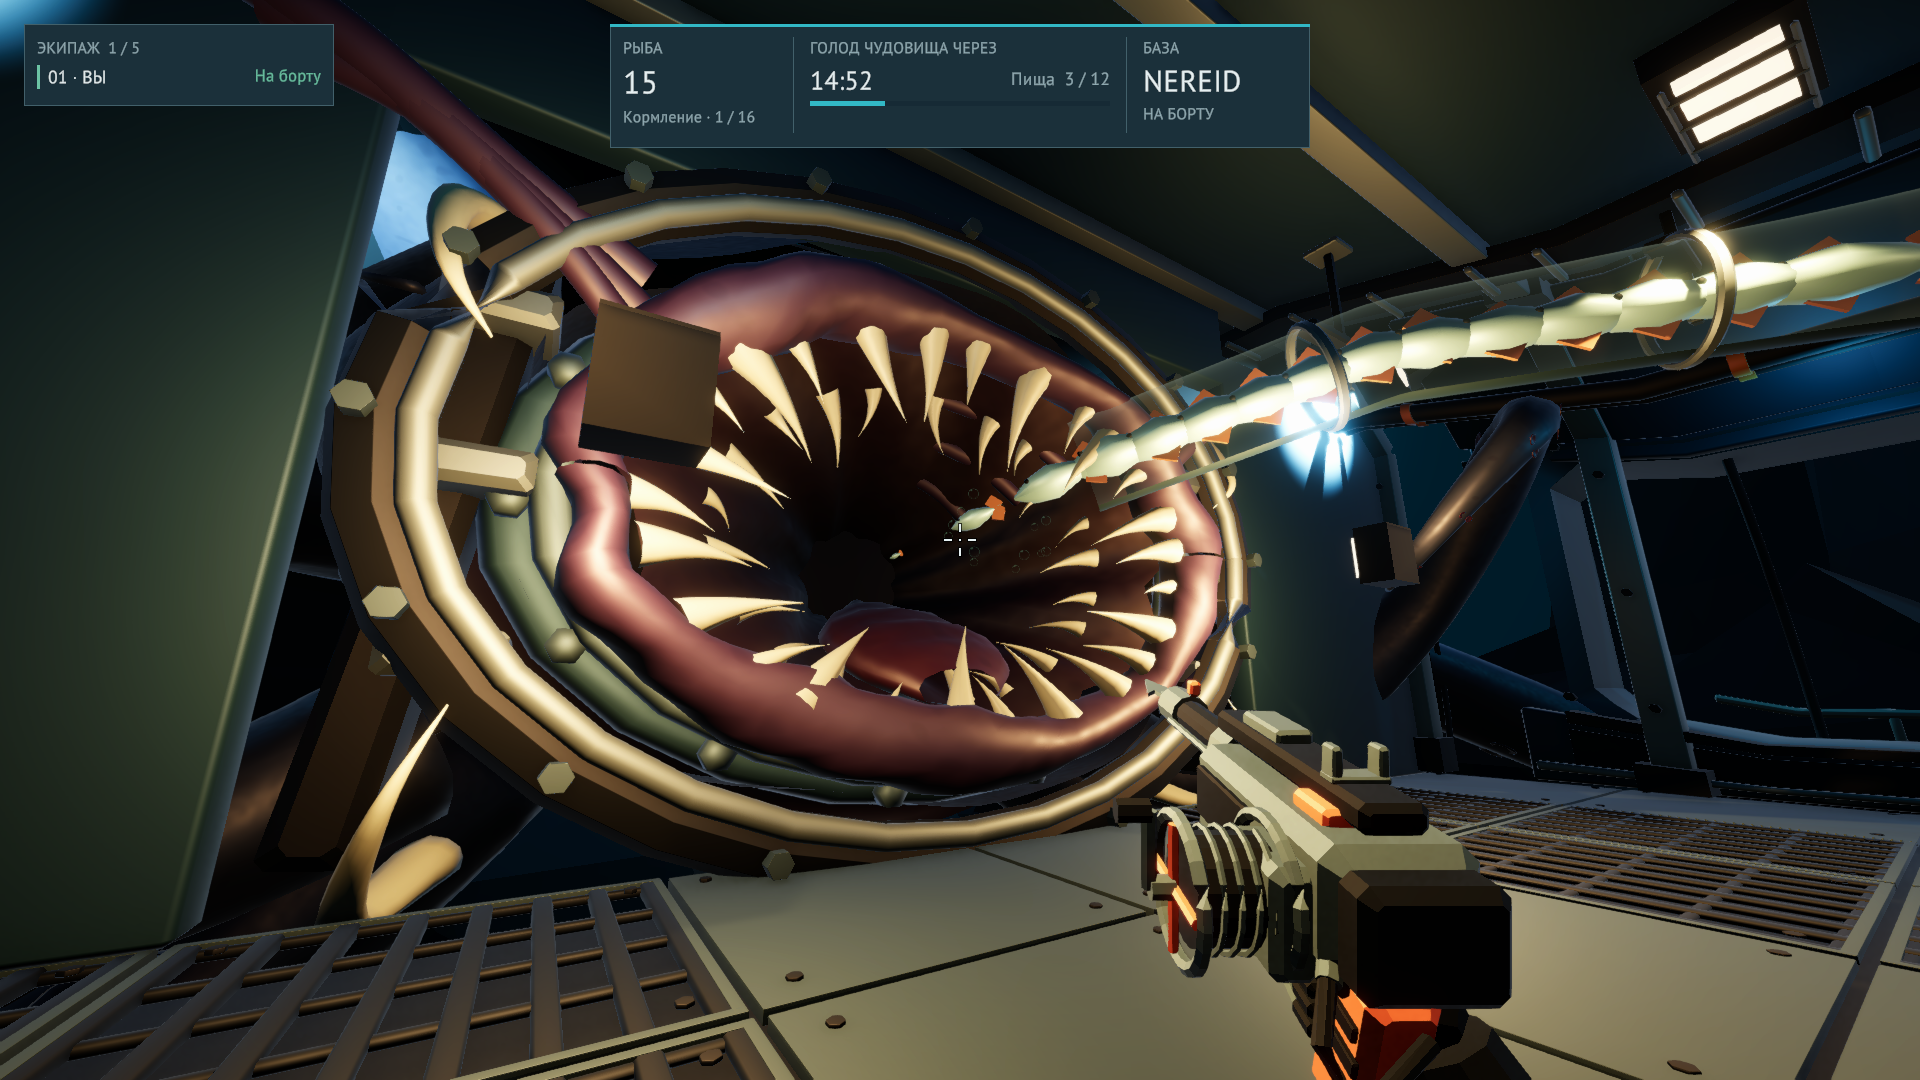 ЭКИПАЖ 1 / 5
01 · ВЫ
На борту
РЫБА
15
Кормление · 1 / 16
ГОЛОД ЧУДОВИЩА ЧЕРЕЗ
14:52
Пища 3 / 12
БАЗА
NEREID
НА БОРТУ